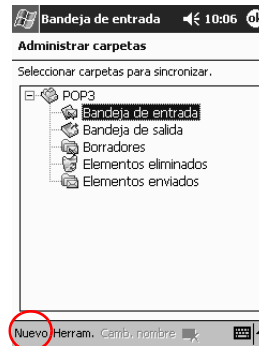 Bandeja de entrada 10:06 ok
Administrar carpetas
Seleccionar carpetas para sincronizar.
POP3
Bandeja de entrada
Bandeja de salida
Borradores
Elementos eliminados
Elementos enviados
Nuevo Herram. Camb. nombre